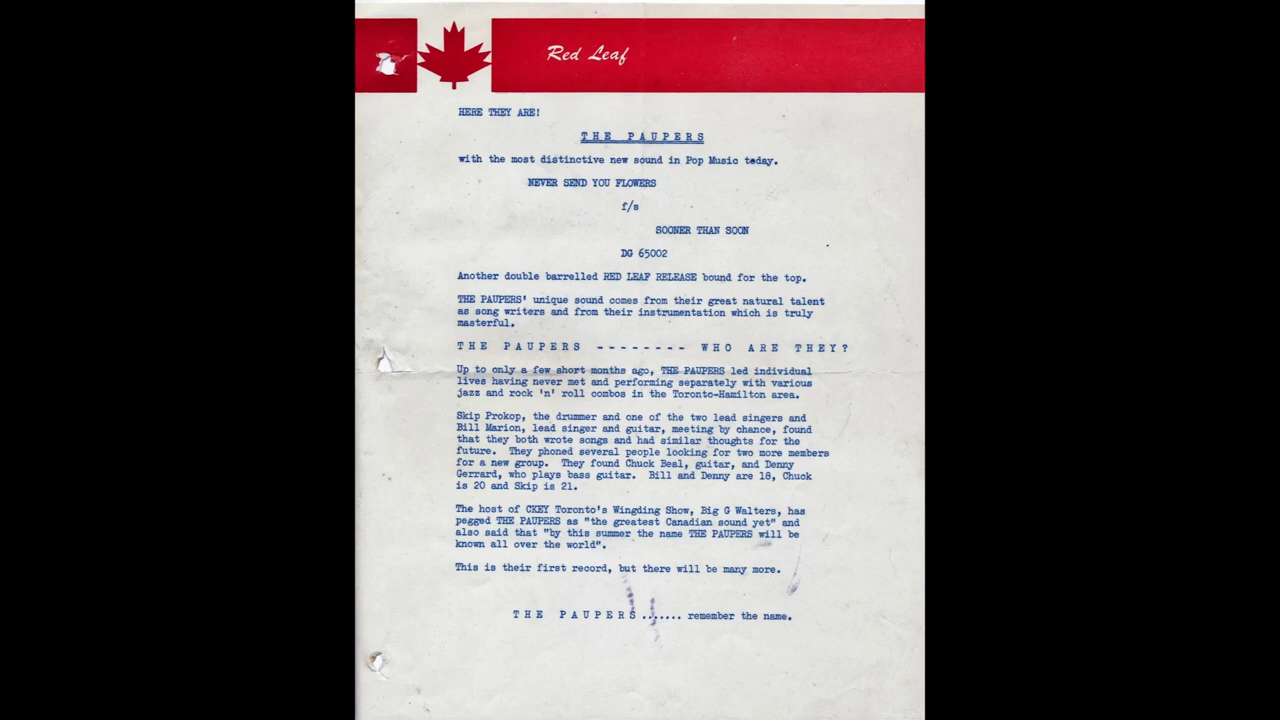 Red Leaf
HERE THEY ARE!
THE PAUPERS
with the most distinctive new sound in Pop Music today.
NEVER SEND YOU FLOWERS
f/s
SOONER THAN SOON
DG 65002
Another double barrelled RED LEAF RELEASE bound for the top.
THE PAUPERS' unique sound comes from their great natural talent
as song writers and from their instrumentation which is truly
masterful.
THE PAUPERS -------- WHO ARE THEY?
Up to only a few short months ago, THE PAUPERS led individual
lives having never met and performing separately with various
jazz and rock 'n' roll combos in the Toronto-Hamilton area.
Skip Prokop, the drummer and one of the two lead singers and
Bill Marion, lead singer and guitar, meeting by chance, found
that they both wrote songs and had similar thoughts for the
future. They phoned several people looking for two more members
for a new group. They found Chuck Beal, guitar, and Denny
Gerrard, who plays bass guitar. Bill and Denny are 18, Chuck
is 20 and Skip is 21.
The host of CKEY Toronto's Wingding Show, Big G Walters, has
pegged THE PAUPERS as "the greatest Canadian sound yet" and
also said that "by this summer the name THE PAUPERS will be
known all over the world".
This is their first record, but there will be many more.
THE PAUPERS ....... remember the name.